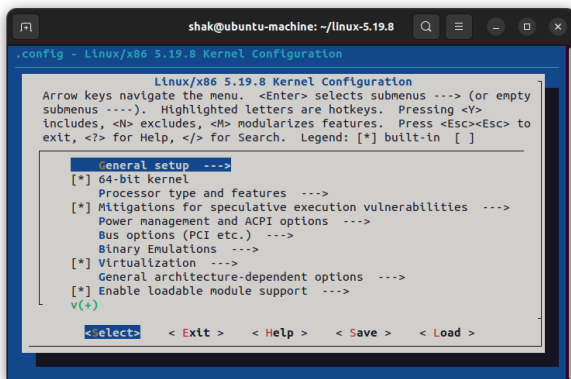 shak@ubuntu-machine: ~/linux-5.19.8
.config - Linux/x86 5.19.8 Kernel Configuration
Linux/x86 5.19.8 Kernel Configuration
Arrow keys navigate the menu.  <Enter> selects submenus ---> (or empty
submenus ----).  Highlighted letters are hotkeys.  Pressing <Y>
includes, <N> excludes, <M> modularizes features.  Press <Esc><Esc> to
exit, <?> for Help, </> for Search.  Legend: [*] built-in  [ ]
General setup  --->
[*] 64-bit kernel
Processor type and features  --->
[*] Mitigations for speculative execution vulnerabilities  --->
Power management and ACPI options  --->
Bus options (PCI etc.)  --->
Binary Emulations  --->
[*] Virtualization  --->
General architecture-dependent options  --->
[*] Enable loadable module support  --->
v(+)
<Select>    < Exit >    < Help >    < Save >    < Load >